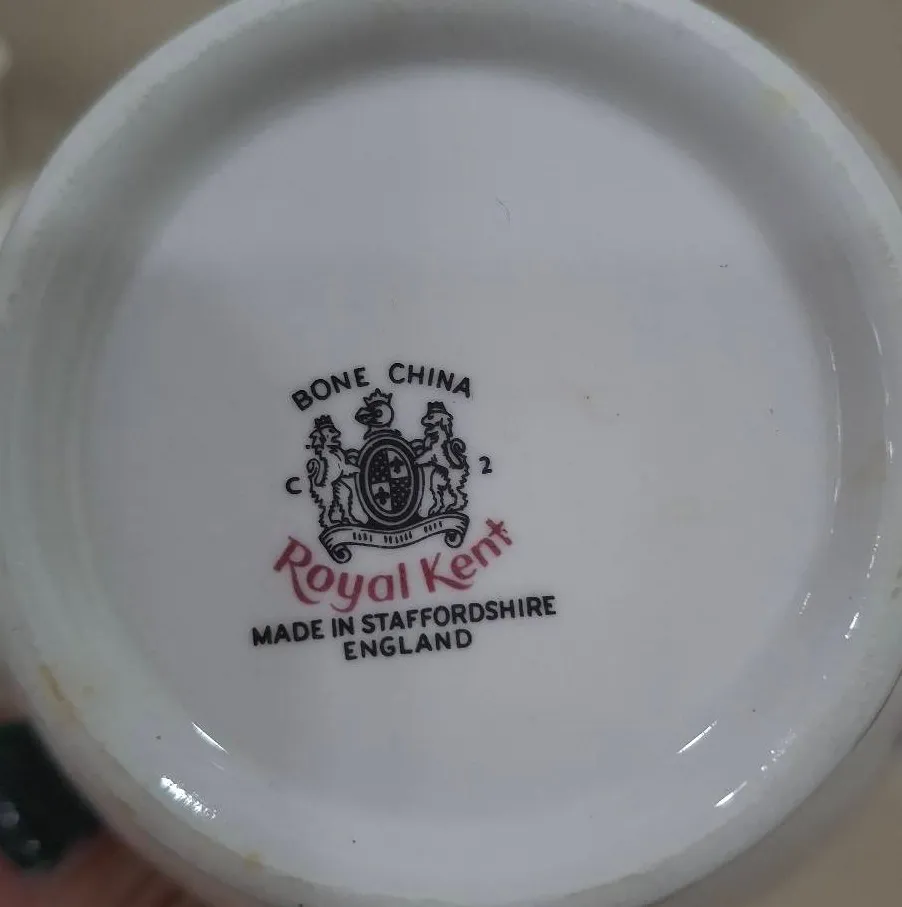 BONE CHINA
C 2
Royal Kent
MADE IN STAFFORDSHIRE
ENGLAND